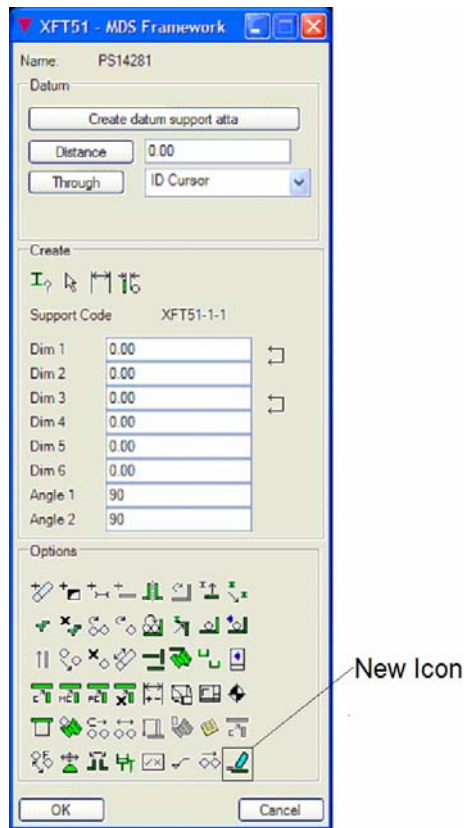 XFT51 - MDS Framework
Name: PS14281
Datum
Create datum support atta
Distance 0.00
Through ID Cursor
Create
Support Code XFT51-1-1
Dim 1 0.00
Dim 2 0.00
Dim 3 0.00
Dim 4 0.00
Dim 5 0.00
Dim 6 0.00
Angle 1 90
Angle 2 90
Options
New Icon
OK Cancel